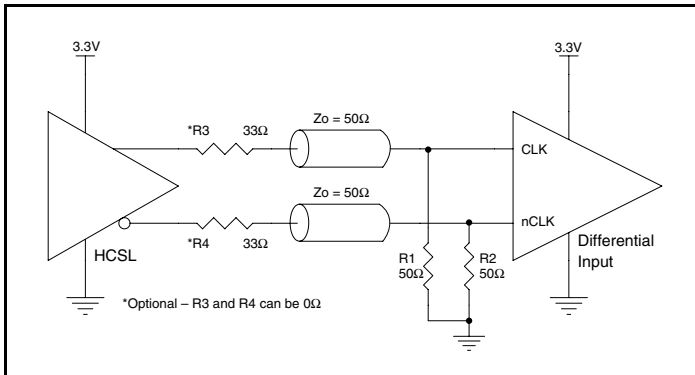 3.3V
3.3V
Zo = 50Ω
*R3
33Ω
CLK
Zo = 50Ω
nCLK
*R4
33Ω
HCSL
R1
50Ω
R2
50Ω
Differential
Input
*Optional – R3 and R4 can be 0Ω